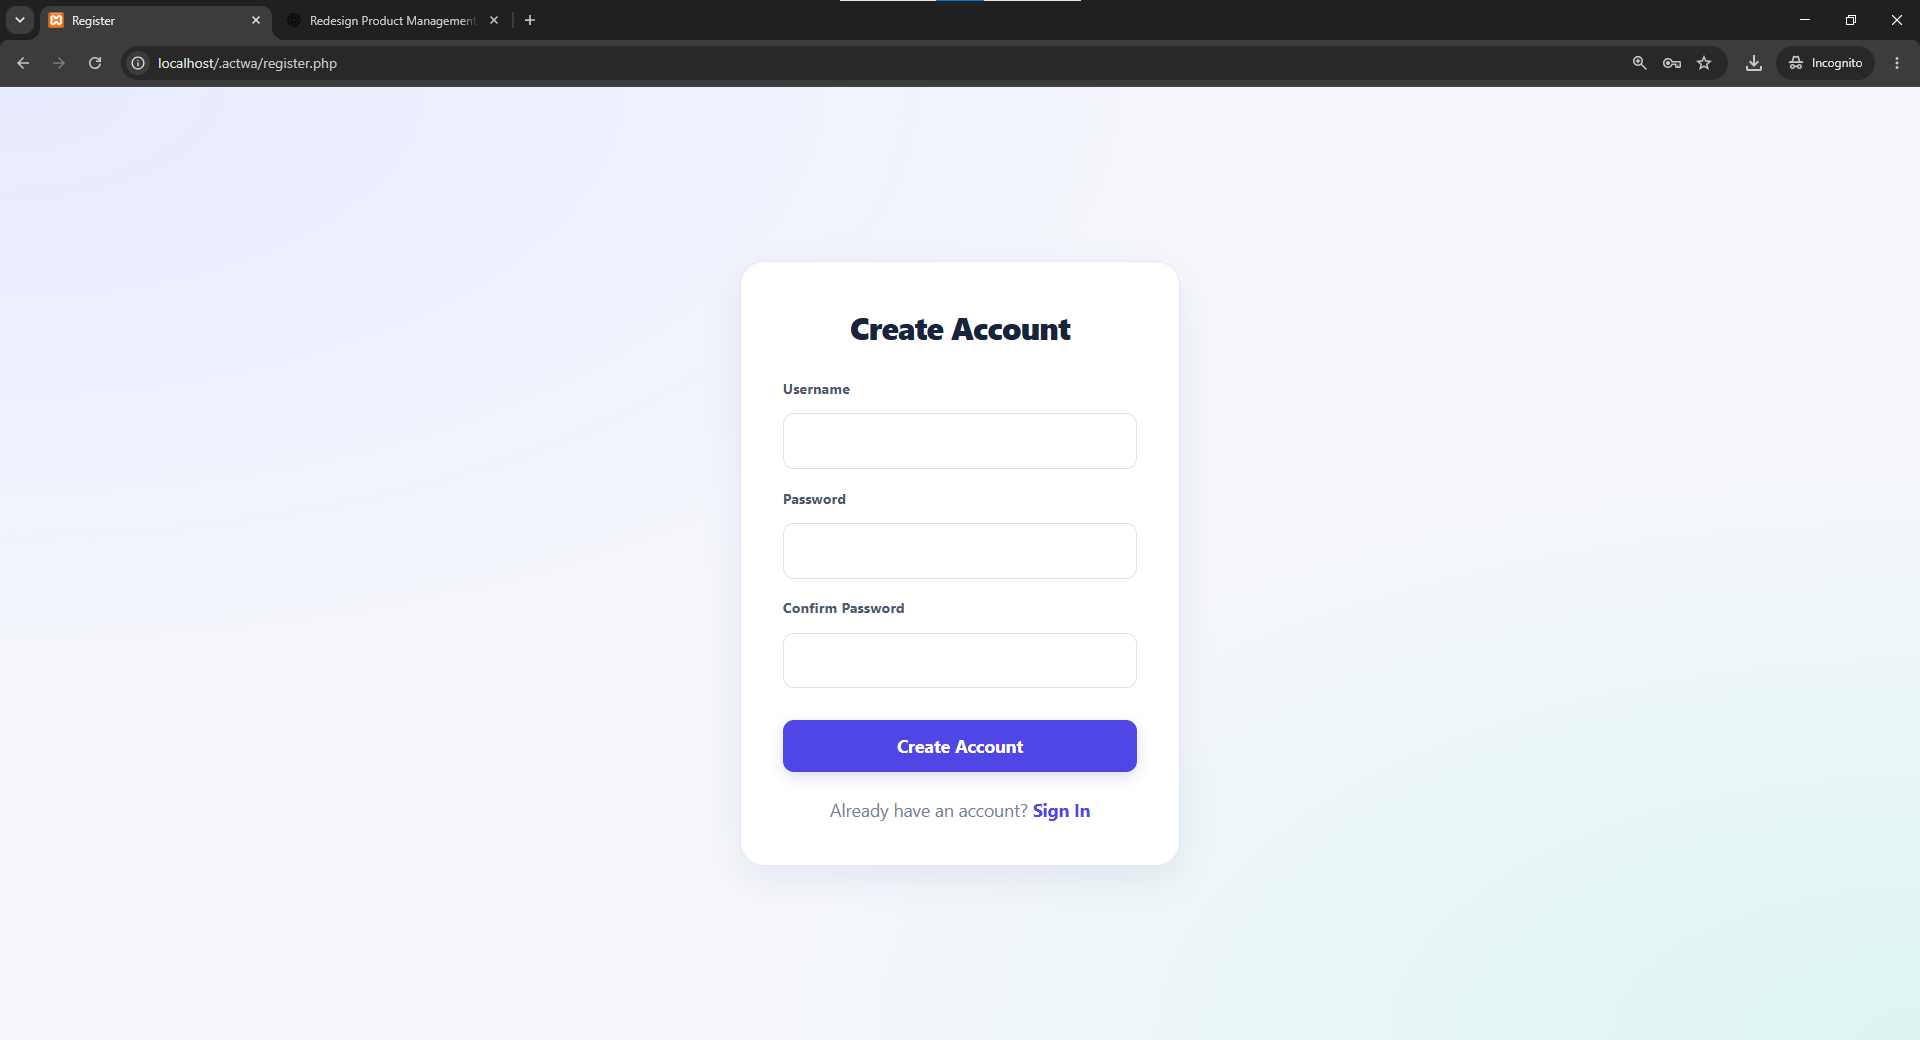 Register
Redesign Product Management
localhost/.actwa/register.php
Incognito
Create Account
Username
Password
Confirm Password
Create Account
Already have an account? Sign In